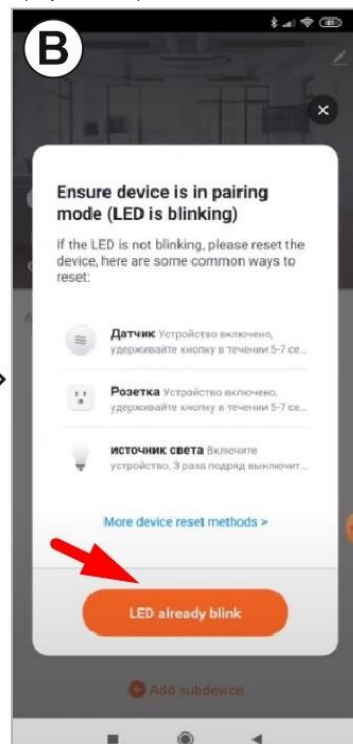 B
Ensure device is in pairing
mode (LED is blinking)
If the LED is not blinking, please reset the
device, here are some common ways to
reset:
Датчик Устройство включено,
удерживайте кнопку в течении 5-7 се...
Розетка Устройство включено,
удерживайте кнопку в течении 5-7 се...
источник света Включите
устройство, 3 раза подряд выключит...
More device reset methods >
LED already blink
Add subdevice